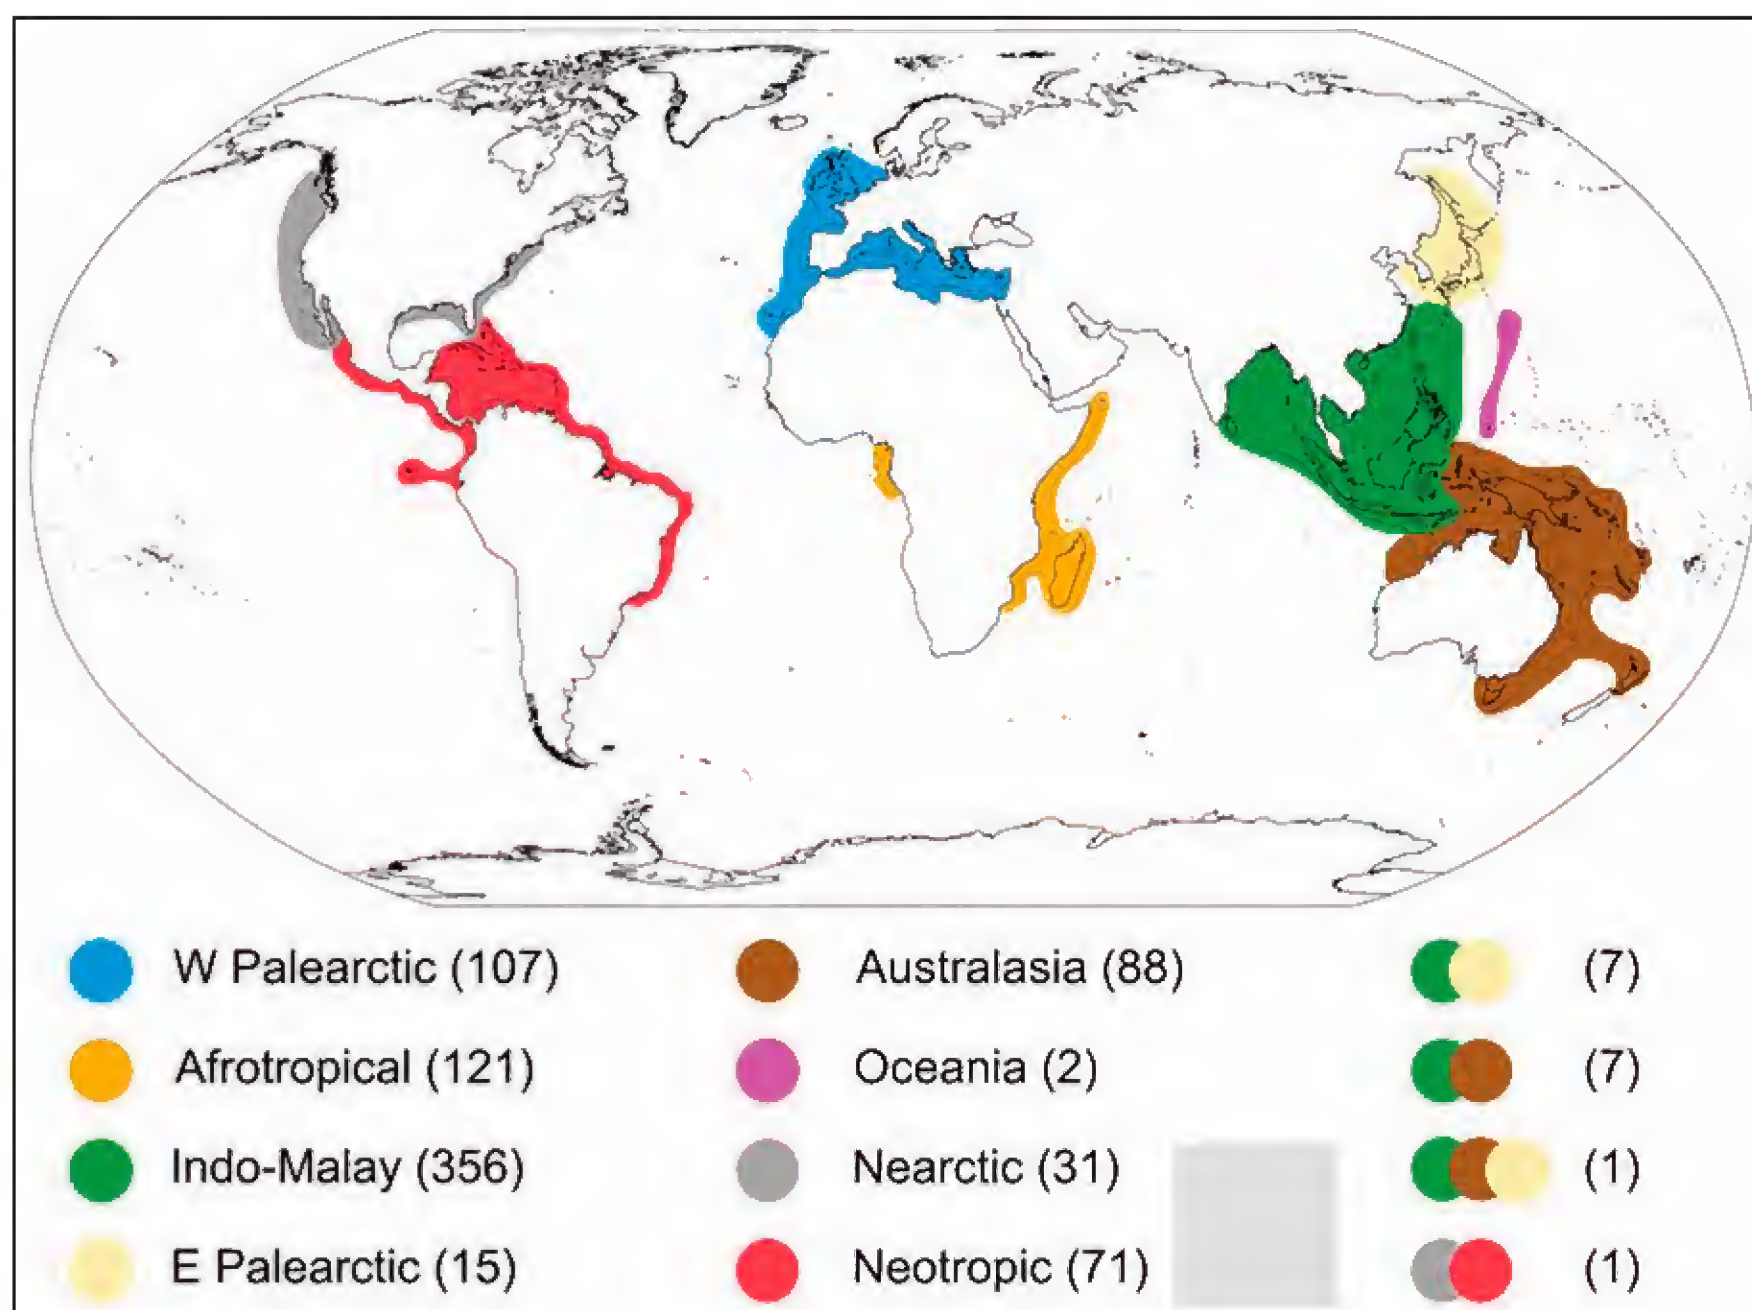 W Palearctic (107)
Afrotropical (121)
Indo-Malay (356)
E Palearctic (15)
Australasia (88)
Oceania (2)
Nearctic (31)
Neotropic (71)
(7)
(7)
(1)
(1)